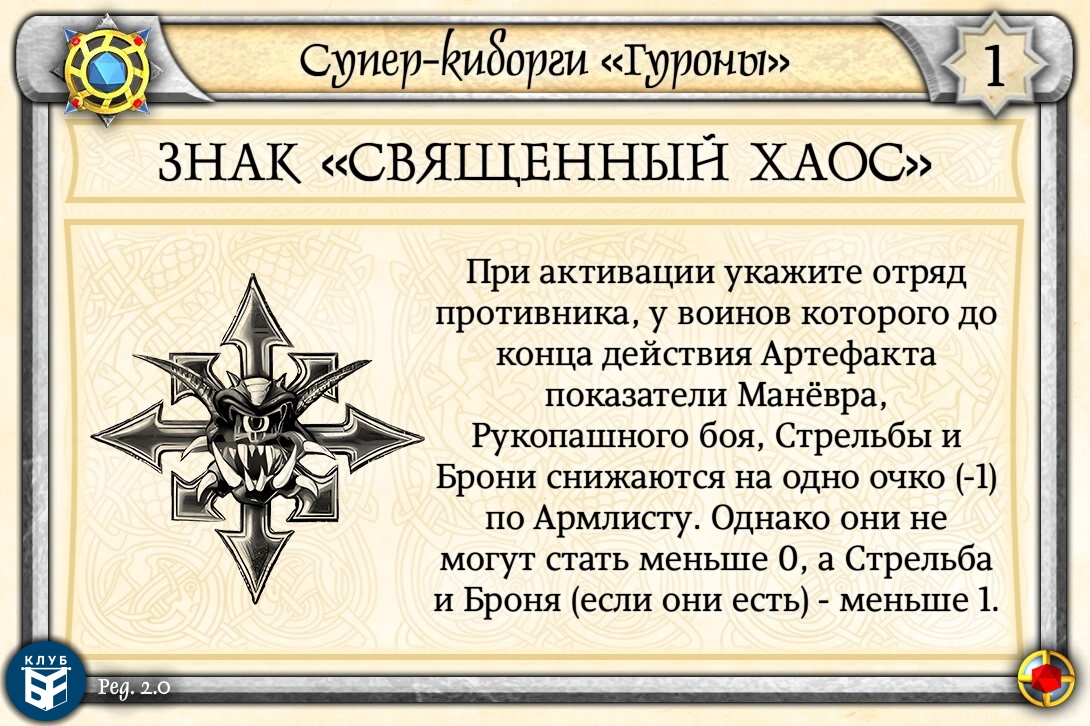 Супер-киборги «Гуроны»
1
ЗНАК «СВЯЩЕННЫЙ ХАОС»
При активации укажите отряд
противника, у воинов которого до
конца действия Артефакта
показатели Манёвра,
Рукопашного боя, Стрельбы и
Брони снижаются на одно очко (-1)
по Армлисту. Однако они не
могут стать меньше 0, а Стрельба
и Броня (если они есть) - меньше 1.
КЛУБ
Ред. 2.0